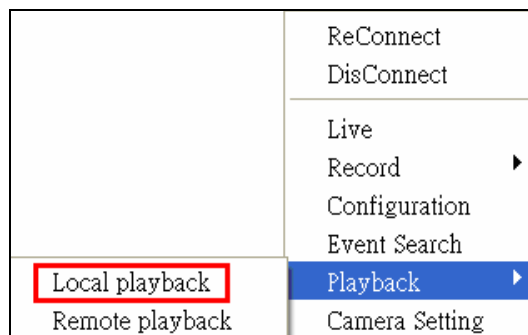 ReConnect
DisConnect
Live
Record
Configuration
Event Search
Playback
Local playback
Remote playback
Camera Setting